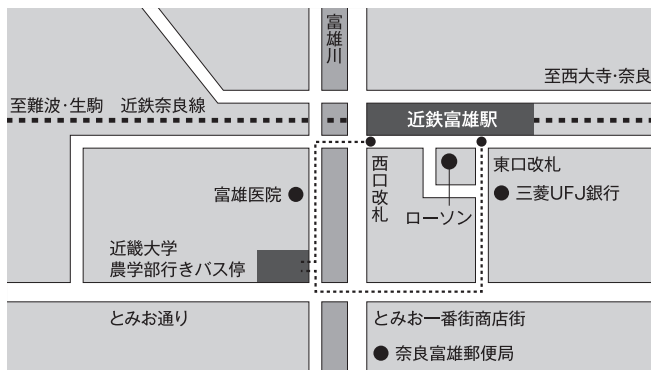 富雄川
至西大寺・奈良
至難波・生駒 近鉄奈良線
近鉄富雄駅
西口改札
東口改札
三菱UFJ銀行
ローソン
富雄医院
近畿大学
農学部行きバス停
とみお通り
とみお一番街商店街
奈良富雄郵便局